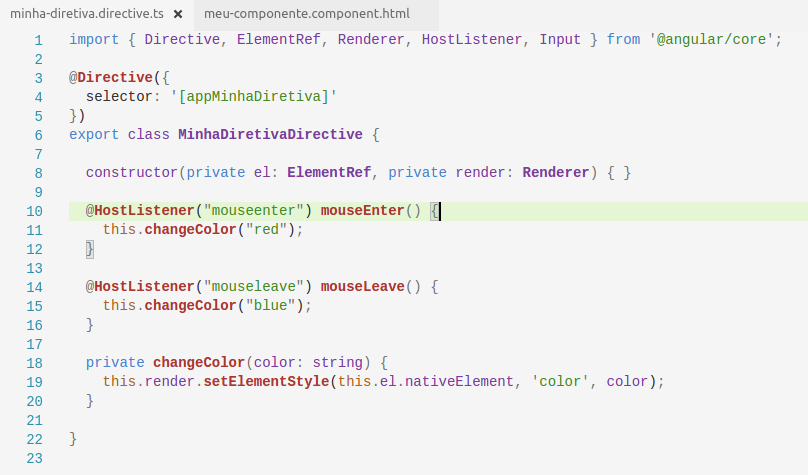 minha-diretiva.directive.ts × meu-componente.component.html
1 import { Directive, ElementRef, Renderer, HostListener, Input } from '@angular/core';
2
3 @Directive({
4   selector: '[appMinhaDiretiva]'
5 })
6 export class MinhaDiretivaDirective {
7
8   constructor(private el: ElementRef, private render: Renderer) { }
9
10   @HostListener("mouseenter") mouseEnter() {
11     this.changeColor("red");
12   }
13
14   @HostListener("mouseleave") mouseLeave() {
15     this.changeColor("blue");
16   }
17
18   private changeColor(color: string) {
19     this.render.setElementStyle(this.el.nativeElement, 'color', color);
20   }
21
22 }
23